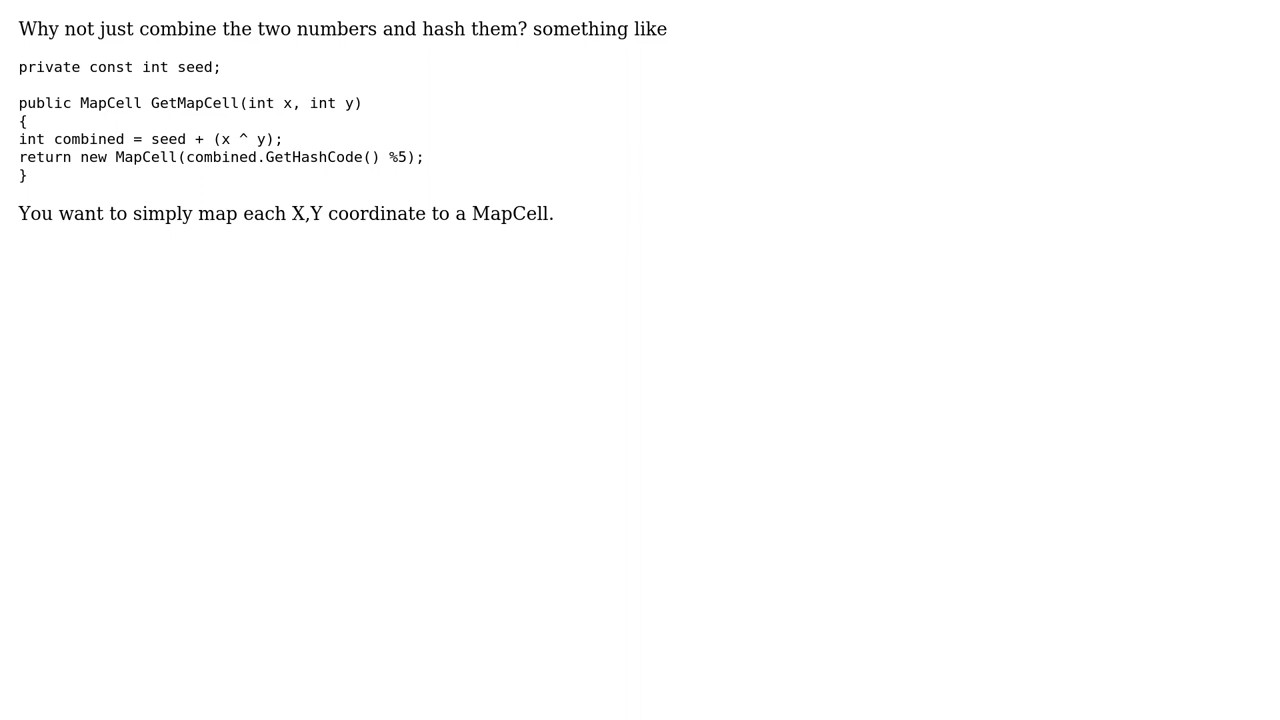 Why not just combine the two numbers and hash them? something like
private const int seed;
public MapCell GetMapCell(int x, int y)
{
int combined = seed + (x ^ y);
return new MapCell(combined.GetHashCode() %5);
}
You want to simply map each X,Y coordinate to a MapCell.